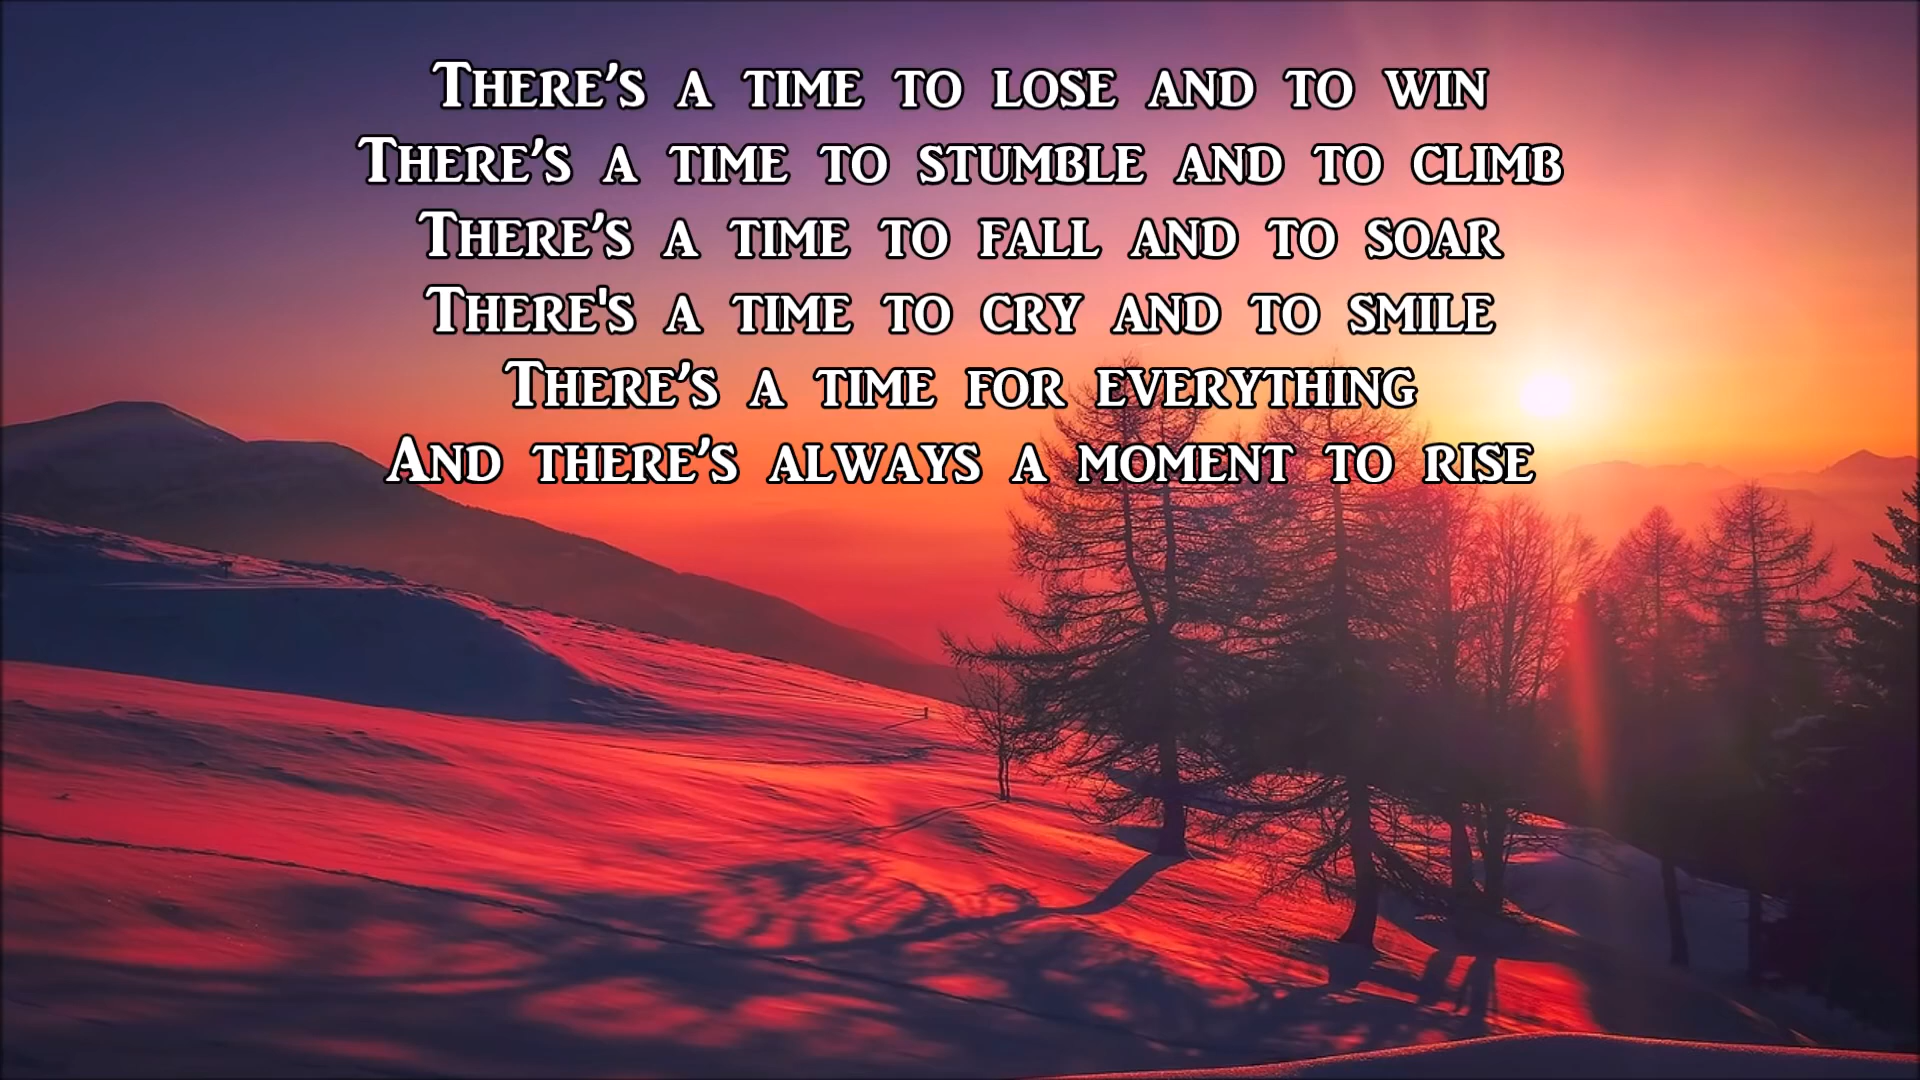 There’s a time to lose and to win
There’s a time to stumble and to climb
There’s a time to fall and to soar
There's a time to cry and to smile
There’s a time for everything
And there’s always a moment to rise